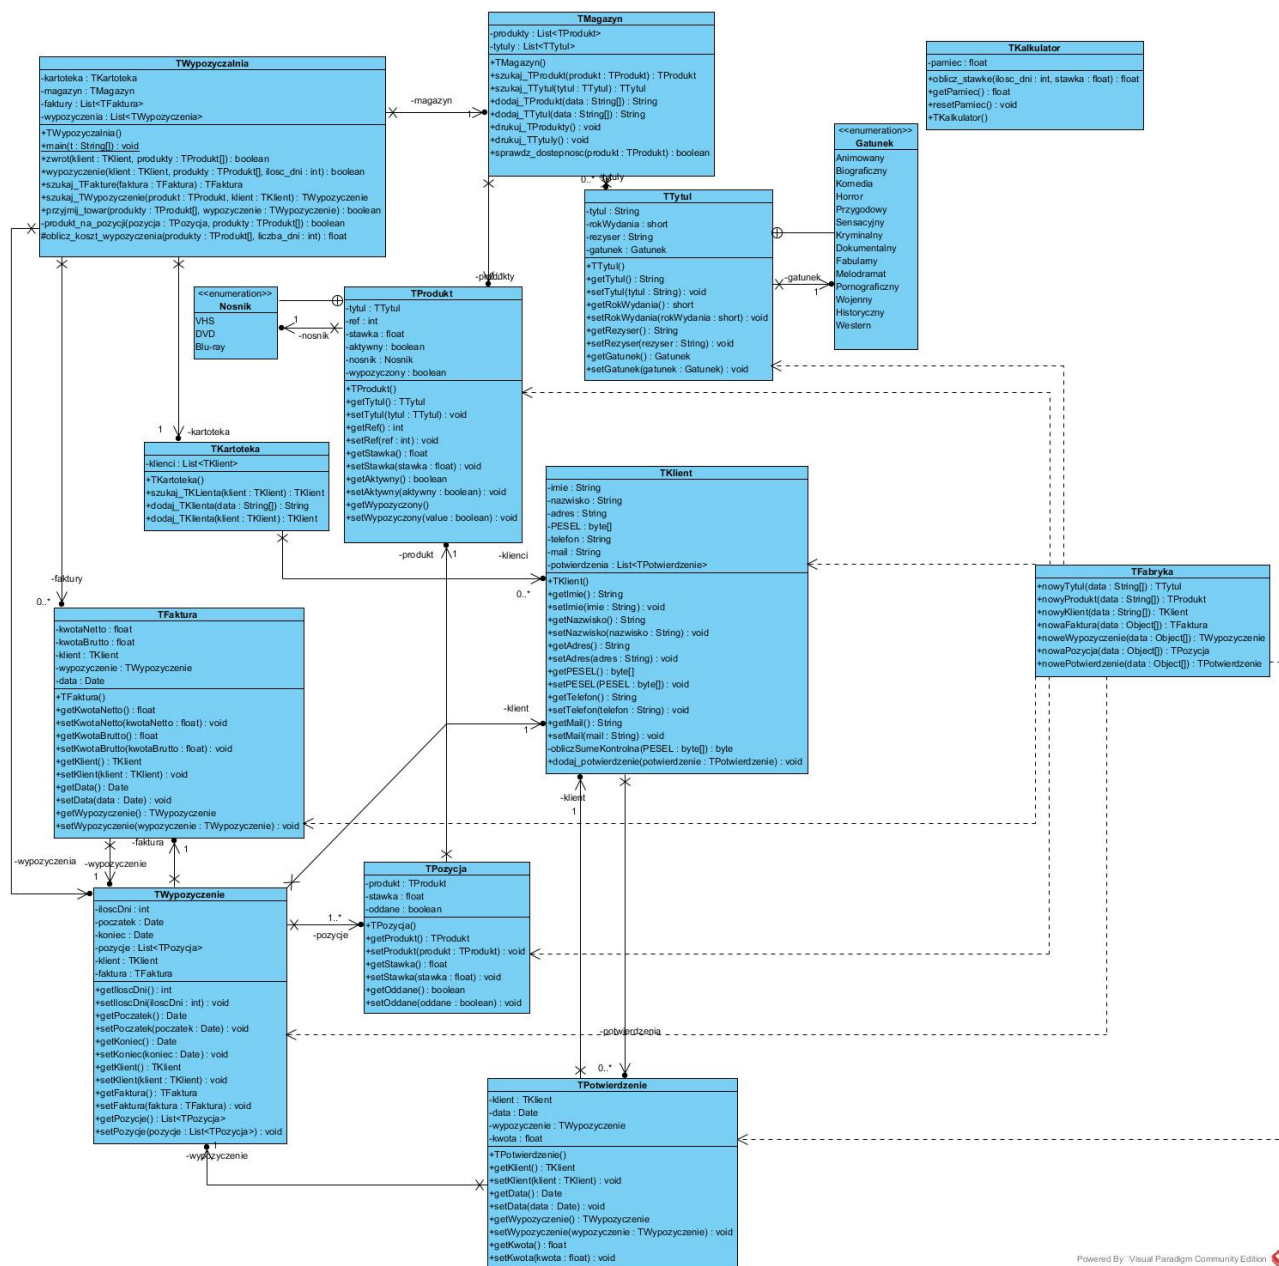 TMagazyn
-produkty : List<TProdukt>
-tytuly : List<TTytul>
+TMagazyn()
+szukaj_TProdukt(produkt : TProdukt) : TProdukt
+szukaj_TTytul(tytul : TTytul) : TTytul
+dodaj_TProdukt(data : String[]) : String
+dodaj_TTytul(data : String[]) : String
+drukuj_TProdukty() : void
+drukuj_TTytuly() : void
+sprawdz_dostepnosc(produkt : TProdukt) : boolean
TKalkulator
-pamiec : float
+oblicz_stawke(ilosc_dni : int, stawka : float) : float
+getPamiec() : float
+resetPamiec() : void
+TKalkulator()
TWypozyczalnia
-kartoteka : TKartoteka
-magazyn : TMagazyn
-faktury : List<TFaktura>
-wypozyczenia : List<TWypozyczenia>
+TWypozyczalnia()
+main(t : String[]) : void
+zwrot(klient : TKlient, produkty : TProdukt[]) : boolean
+wypozyczenie(klient : TKlient, produkty : TProdukt[], ilosc_dni : int) : boolean
+szukaj_TFakture(faktura : TFaktura) : TFaktura
+szukaj_TWypozyczenie(produkt : TProdukt, klient : TKlient) : TWypozyczenie
+przyjmij_towar(produkty : TProdukt[], wypozyczenie : TWypozyczenie) : boolean
-produkt_na_pozycji(pozycja : TPozycja, produkty : TProdukt[]) : boolean
#oblicz_koszt_wypozyczenia(produkty : TProdukt[], liczba_dni : int) : float
-magazyn
1
<<enumeration>>
Gatunek
Animowany
Biograficzny
Komedia
Horror
Przygodowy
Sensacyjny
Kryminalny
Dokumentalny
Fabularny
Melodramat
Pornograficzny
Wojenny
Historyczny
Western
0..*
TTytul
-tytul : String
-rokWydania : short
-rezyser : String
-gatunek : Gatunek
+TTytul()
+getTytul() : String
+setTytul(tytul : String) : void
+getRokWydania() : short
+setRokWydania(rokWydania : short) : void
+getRezyser() : String
+setRezyser(rezyser : String) : void
+getGatunek() : Gatunek
+setGatunek(gatunek : Gatunek) : void
-gatunek
1
<<enumeration>>
Nosnik
VHS
DVD
Blu-ray
1
-nosnik
TProdukt
-tytul : TTytul
-ref : int
-stawka : float
-aktywny : boolean
-nosnik : Nosnik
-wypozyczony : boolean
+TProdukt()
+getTytul() : TTytul
+setTytul(tytul : TTytul) : void
+getRef() : int
+setRef(ref : int) : void
+getStawka() : float
+setStawka(stawka : float) : void
+getAktywny() : boolean
+setAktywny(aktywny : boolean) : void
+getWypozyczony()
+setWypozyczony(value : boolean) : void
1
-kartoteka
TKartoteka
-klienci : List<TKlient>
+TKartoteka()
+szukaj_TKLienta(klient : TKlient) : TKlient
+dodaj_TKlienta(data : String[]) : String
+dodaj_TKlienta(klient : TKlient) : TKlient
-produkt
1
-klienci
0..*
TKlient
-imie : String
-nazwisko : String
-adres : String
-PESEL : byte[]
-telefon : String
-mail : String
-potwierdzenia : List<TPotwierdzenie>
+TKlient()
+getImie() : String
+setImie(imie : String) : void
+getNazwisko() : String
+setNazwisko(nazwisko : String) : void
+getAdres() : String
+setAdres(adres : String) : void
+getPESEL() : byte[]
+setPESEL(PESEL : byte[]) : void
+getTelefon() : String
+setTelefon(telefon : String) : void
+getMail() : String
+setMail(mail : String) : void
-obliczSumeKontrolna(PESEL : byte[]) : byte
+dodaj_potwierdzenie(potwierdzenie : TPotwierdzenie) : void
TFabryka
+nowyTytul(data : String[]) : TTytul
+nowyProdukt(data : String[]) : TProdukt
+nowyKlient(data : String[]) : TKlient
+nowaFaktura(data : Object[]) : TFaktura
+noweWypozyczenie(data : Object[]) : TWypozyczenie
+nowaPozycja(data : Object[]) : TPozycja
+nowePotwierdzenie(data : Object[]) : TPotwierdzenie
-faktury
0..*
TFaktura
-kwotaNetto : float
-kwotaBrutto : float
-klient : TKlient
-wypozyczenie : TWypozyczenie
-data : Date
+TFaktura()
+getKwotaNetto() : float
+setKwotaNetto(kwotaNetto : float) : void
+getKwotaBrutto() : float
+setKwotaBrutto(kwotaBrutto : float) : void
+getKlient() : TKlient
+setKlient(klient : TKlient) : void
+getData() : Date
+setData(data : Date) : void
+getWypozyczenie() : TWypozyczenie
+setWypozyczenie(wypozyczenie : TWypozyczenie) : void
-klient
1
-klient
1
-faktura
1
-wypozyczenia
-wypozyczenie
1
TWypozyczenie
-iloscDni : int
-poczatek : Date
-koniec : Date
-pozycje : List<TPozycja>
-klient : TKlient
-faktura : TFaktura
+getIloscDni() : int
+setIloscDni(iloscDni : int) : void
+getPoczatek() : Date
+setPoczatek(poczatek : Date) : void
+getKoniec() : Date
+setKoniec(koniec : Date) : void
+getKlient() : TKlient
+setKlient(klient : TKlient) : void
+getFaktura() : TFaktura
+setFaktura(faktura : TFaktura) : void
+getPozycje() : List<TPozycja>
+setPozycje(pozycje : List<TPozycja>) : void
1..*
-pozycje
TPozycja
-produkt : TProdukt
-stawka : float
-oddane : boolean
+TPozycja()
+getProdukt() : TProdukt
+setProdukt(produkt : TProdukt) : void
+getStawka() : float
+setStawka(stawka : float) : void
+getOddane() : boolean
+setOddane(oddane : boolean) : void
-potwierdzenia
0..*
1
-wypozyczenie
TPotwierdzenie
-klient : TKlient
-data : Date
-wypozyczenie : TWypozyczenie
-kwota : float
+TPotwierdzenie()
+getKlient() : TKlient
+setKlient(klient : TKlient) : void
+getData() : Date
+setData(data : Date) : void
+getWypozyczenie() : TWypozyczenie
+setWypozyczenie(wypozyczenie : TWypozyczenie) : void
+getKwota() : float
+setKwota(kwota : float) : void
Powered By Visual Paradigm Community Edition